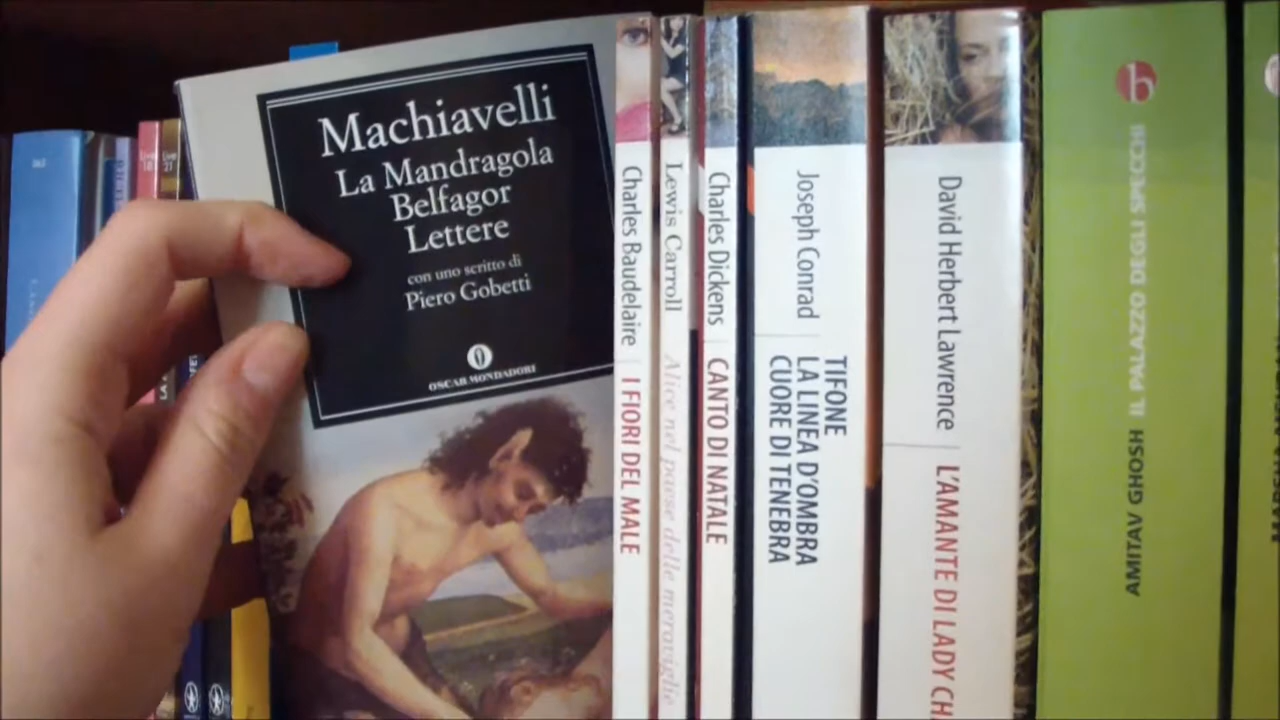 Machiavelli
La Mandragola
Belfagor
Lettere
con uno scritto di
Piero Gobetti
OSCAR MONDADORI
Charles Baudelaire I FIORI DEL MALE
Lewis Carroll Alice nel paese delle meraviglie
Charles Dickens CANTO DI NATALE
Joseph Conrad
TIFONE
LA LINEA D'OMBRA
CUORE DI TENEBRA
David Herbert Lawrence L'AMANTE DI LADY CH
AMITAV GHOSH IL PALAZZO DEGLI SPECCHI